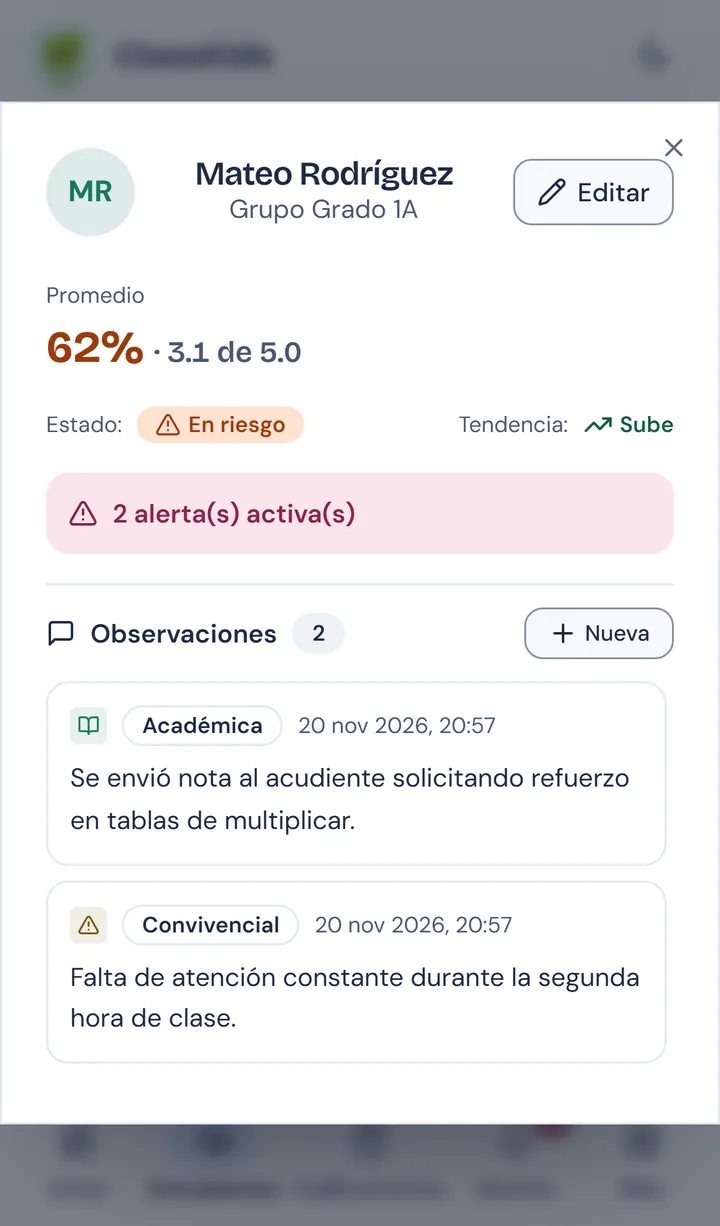 MR
Mateo Rodríguez
Grupo Grado 1A
Editar
Promedio
62% · 3.1 de 5.0
Estado: En riesgo
Tendencia: Sube
2 alerta(s) activa(s)
Observaciones 2
Nueva
Académica 20 nov 2026, 20:57
Se envió nota al acudiente solicitando refuerzo
en tablas de multiplicar.
Convivencial 20 nov 2026, 20:57
Falta de atención constante durante la segunda
hora de clase.